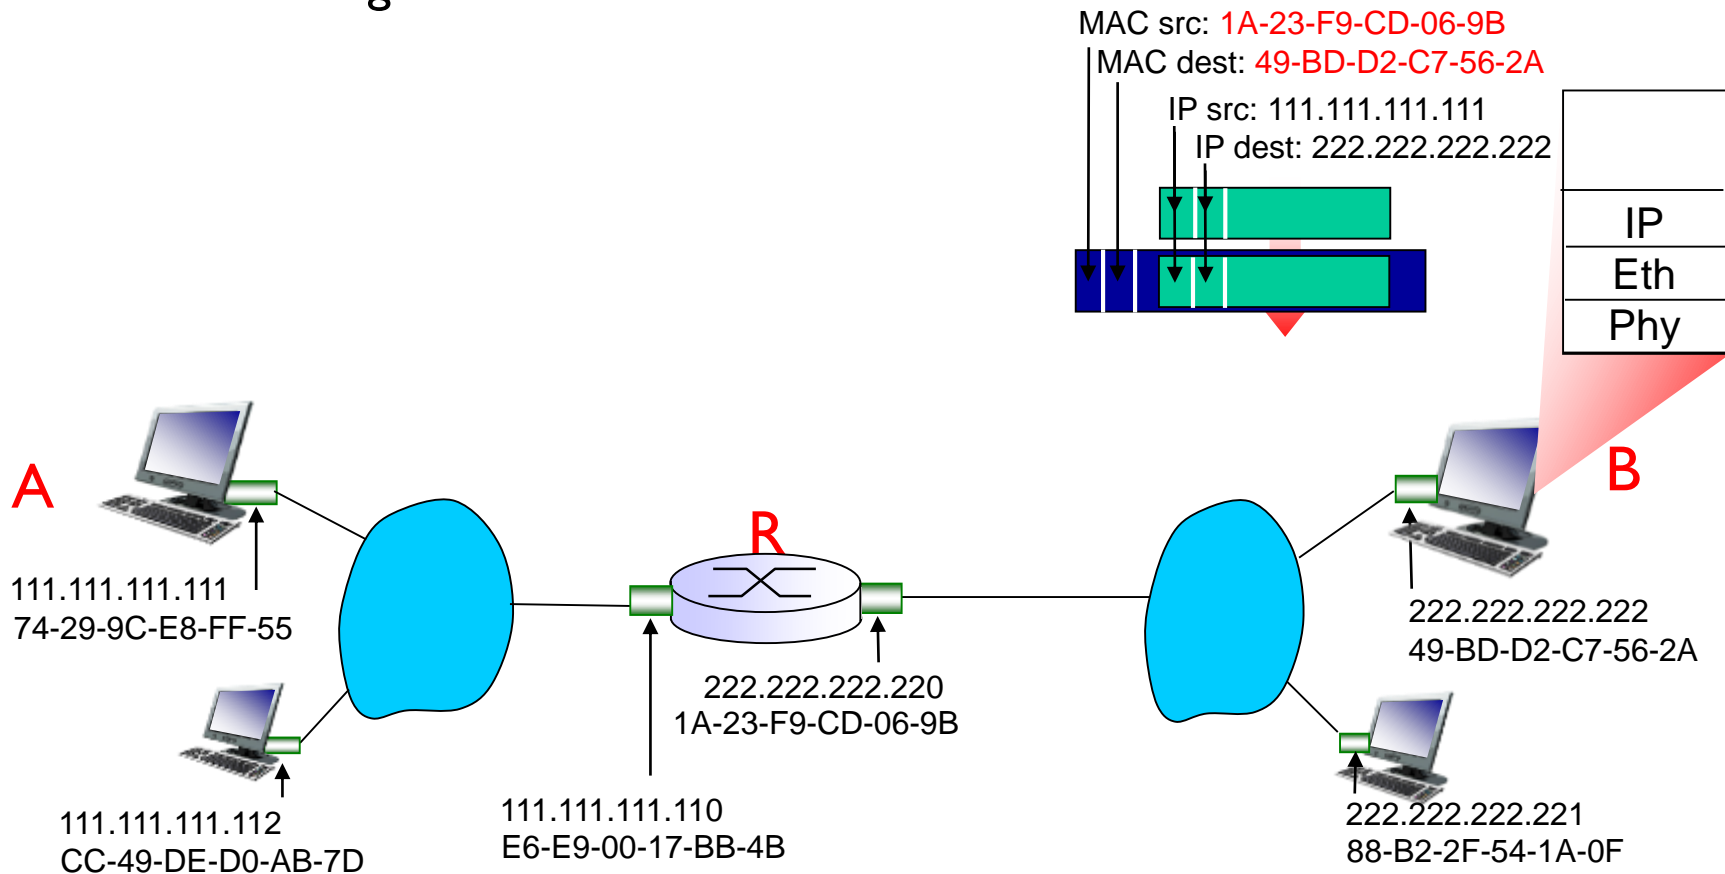 MAC src: 1A-23-F9-CD-06-9B
MAC dest: 49-BD-D2-C7-56-2A
IP src: 111.111.111.111
IP dest: 222.222.222.222
IP
Eth
Phy
A
B
R
111.111.111.111
74-29-9C-E8-FF-55
222.222.222.222
49-BD-D2-C7-56-2A
222.222.222.220
1A-23-F9-CD-06-9B
111.111.111.112
CC-49-DE-D0-AB-7D
111.111.111.110
E6-E9-00-17-BB-4B
222.222.222.221
88-B2-2F-54-1A-0F